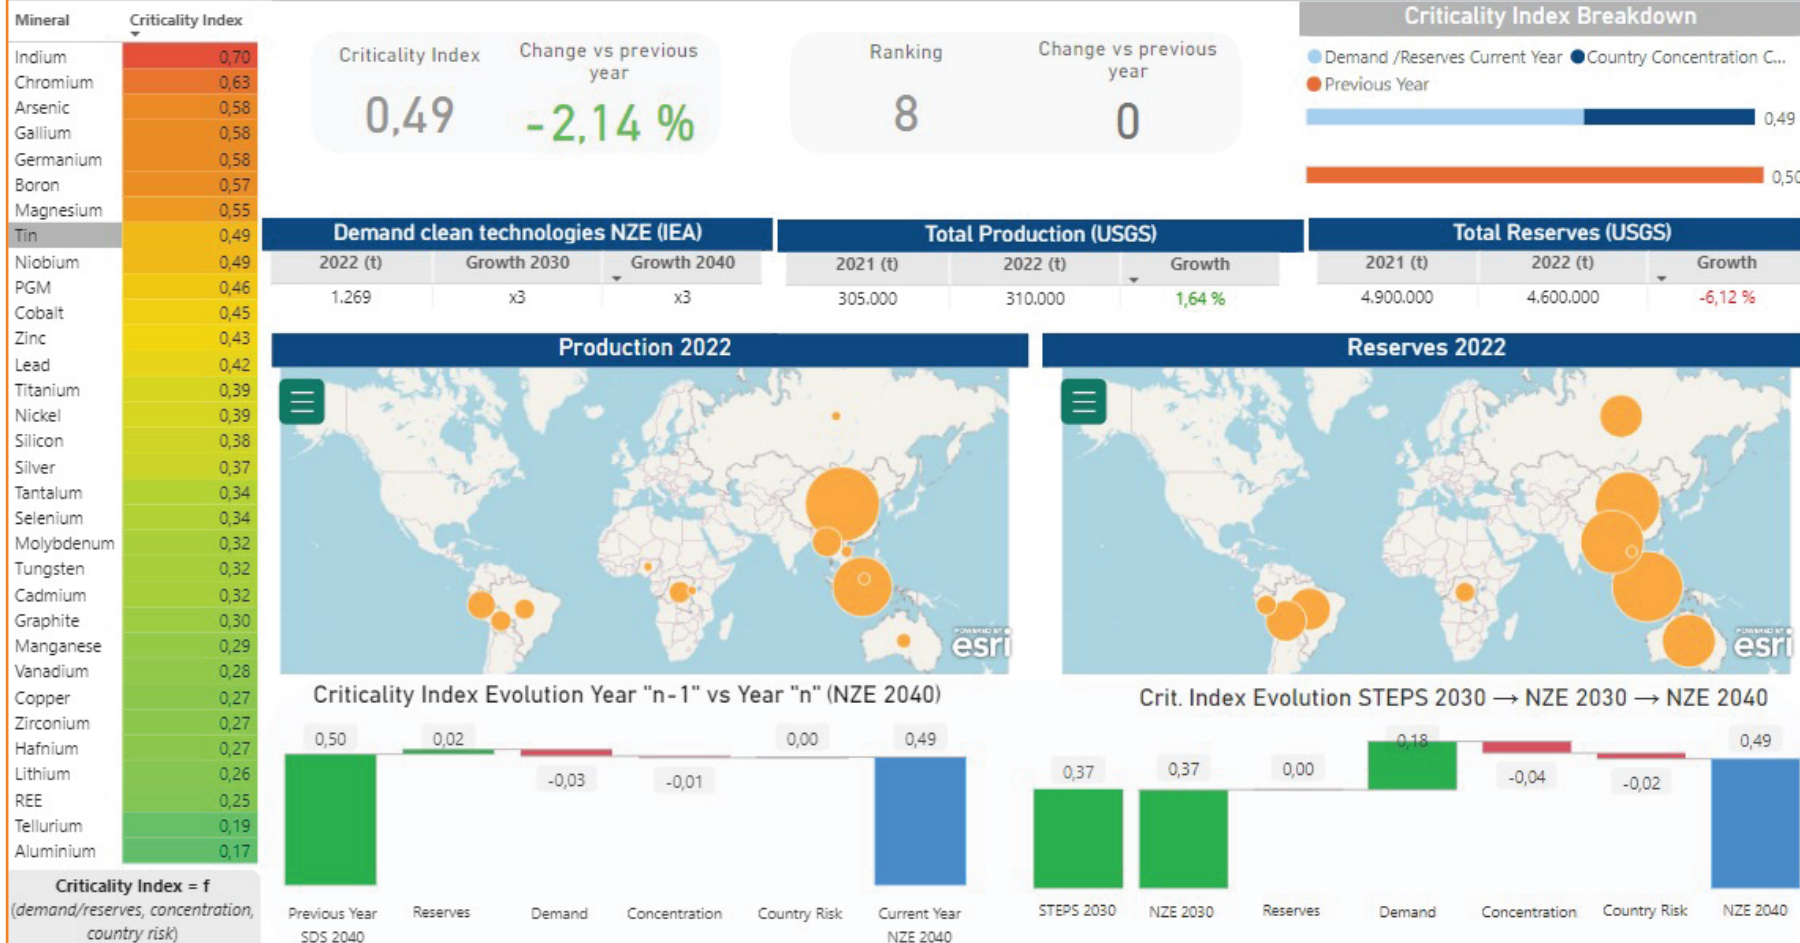 Mineral Criticality Index
Indium 0,70
Chromium 0,63
Arsenic 0,58
Gallium 0,58
Germanium 0,58
Boron 0,57
Magnesium 0,55
Tin 0,49
Niobium 0,49
PGM 0,46
Cobalt 0,45
Zinc 0,43
Lead 0,42
Titanium 0,39
Nickel 0,39
Silicon 0,38
Silver 0,37
Tantalum 0,34
Selenium 0,34
Molybdenum 0,32
Tungsten 0,32
Cadmium 0,32
Graphite 0,30
Manganese 0,29
Vanadium 0,28
Copper 0,27
Zirconium 0,27
Hafnium 0,27
Lithium 0,26
REE 0,25
Tellurium 0,19
Aluminium 0,17
Criticality Index = f
(demand/reserves, concentration,
country risk)
Criticality Index
0,49
Change vs previous
year
-2,14 %
Ranking
8
Change vs previous
year
0
Criticality Index Breakdown
Demand /Reserves Current Year Country Concentration C...
Previous Year
0,49
0,50
Demand clean technologies NZE (IEA)
2022 (t) Growth 2030 Growth 2040
1.269 x3 x3
Total Production (USGS)
2021 (t) 2022 (t) Growth
305.000 310.000 1,64 %
Total Reserves (USGS)
2021 (t) 2022 (t) Growth
4.900.000 4.600.000 -6,12 %
Production 2022
POWERED BY
esri
Reserves 2022
POWERED BY
esri
Criticality Index Evolution Year "n-1" vs Year "n" (NZE 2040)
0,50 0,02 -0,03 -0,01 0,00 0,49
Previous Year Reserves Demand Concentration Country Risk Current Year
SDS 2040 NZE 2040
Crit. Index Evolution STEPS 2030 → NZE 2030 → NZE 2040
0,37 0,37 0,00 0,18 -0,04 -0,02 0,49
STEPS 2030 NZE 2030 Reserves Demand Concentration Country Risk NZE 2040